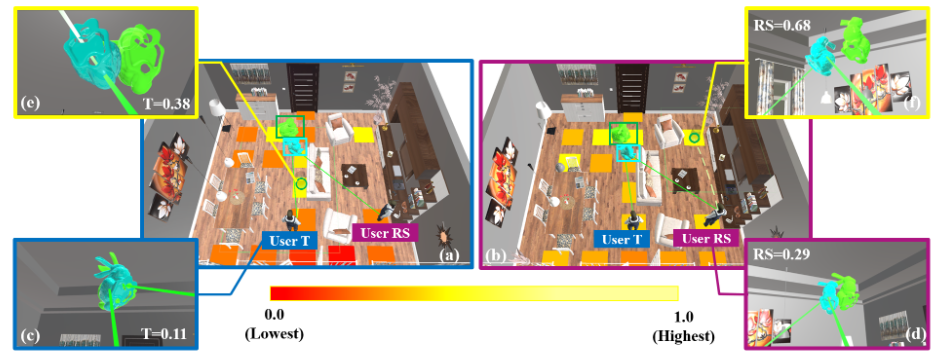 (e)
T=0.38
RS=0.68
(f)
User T
User RS
(a)
(b)
User T
User RS
(c)
T=0.11
0.0
(Lowest)
1.0
(Highest)
RS=0.29
(d)